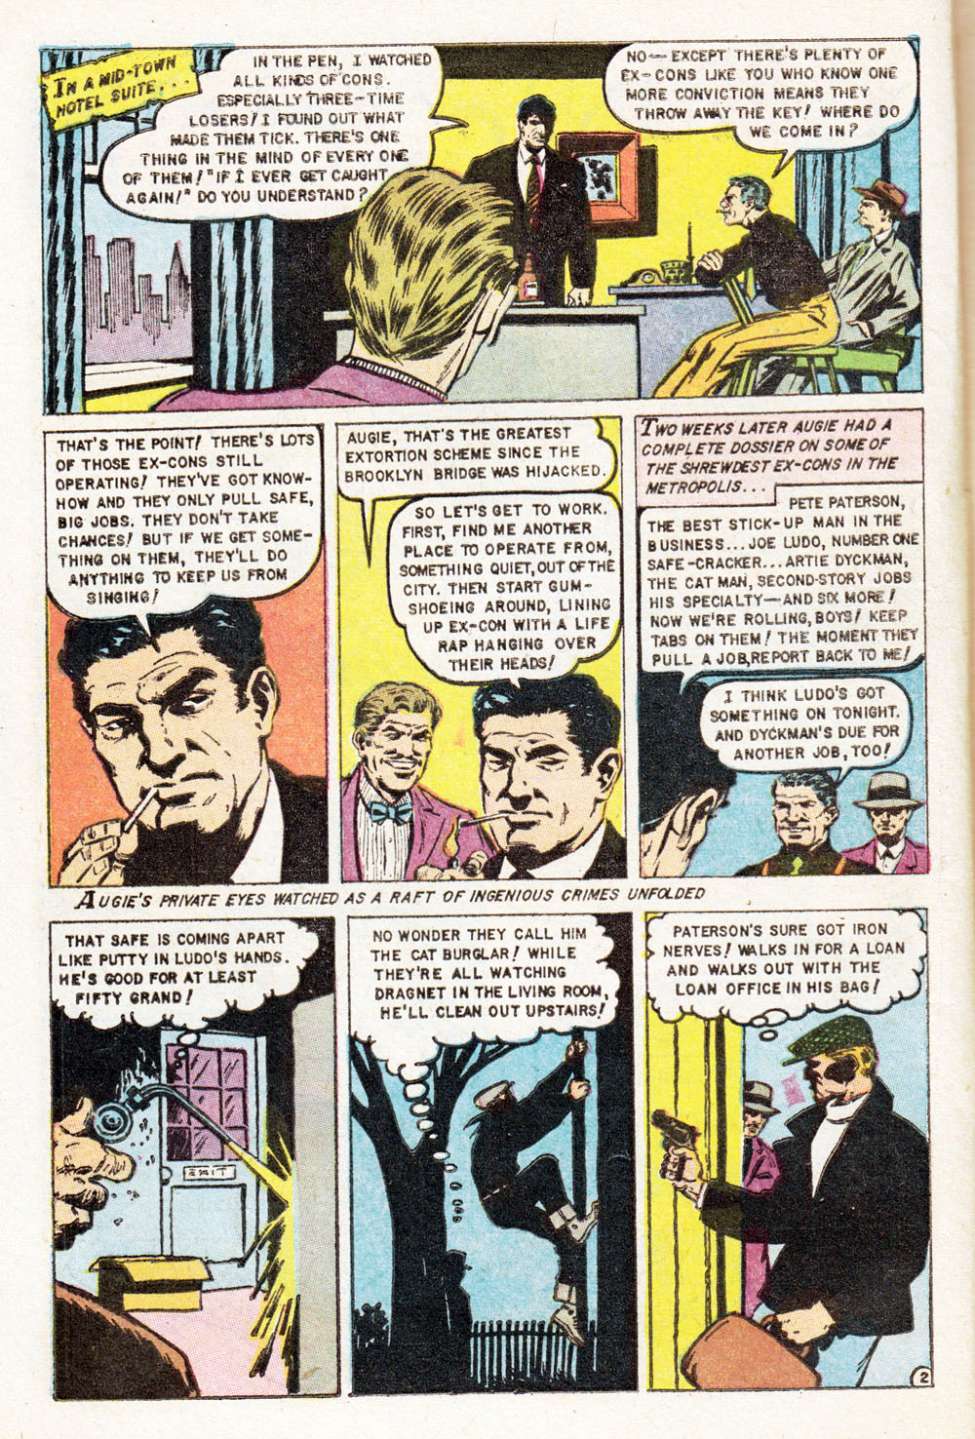 IN A MID-TOWN
HOTEL SUITE...
IN THE PEN, I WATCHED
ALL KINDS OF CONS.
ESPECIALLY THREE-TIME
LOSERS! I FOUND OUT WHAT
MADE THEM TICK. THERE'S ONE
THING IN THE MIND OF EVERY ONE
OF THEM! "IF I EVER GET CAUGHT
AGAIN!" DO YOU UNDERSTAND?
NO--EXCEPT THERE'S PLENTY OF
EX-CONS LIKE YOU WHO KNOW ONE
MORE CONVICTION MEANS THEY
THROW AWAY THE KEY! WHERE DO
WE COME IN?
THAT'S THE POINT! THERE'S LOTS
OF THOSE EX-CONS STILL
OPERATING! THEY'VE GOT KNOW-
HOW AND THEY ONLY PULL SAFE,
BIG JOBS. THEY DON'T TAKE
CHANCES! BUT IF WE GET SOME-
THING ON THEM, THEY'LL DO
ANYTHING TO KEEP US FROM
SINGING!
AUGIE, THAT'S THE GREATEST
EXTORTION SCHEME SINCE THE
BROOKLYN BRIDGE WAS HIJACKED.
SO LET'S GET TO WORK.
FIRST, FIND ME ANOTHER
PLACE TO OPERATE FROM,
SOMETHING QUIET, OUT OF THE
CITY. THEN START GUM-
SHOEING AROUND, LINING
UP EX-CON WITH A LIFE
RAP HANGING OVER
THEIR HEADS!
TWO WEEKS LATER AUGIE HAD A
COMPLETE DOSSIER ON SOME OF
THE SHREWDEST EX-CONS IN THE
METROPOLIS...
PETE PATERSON,
THE BEST STICK-UP MAN IN THE
BUSINESS...JOE LUDO, NUMBER ONE
SAFE-CRACKER...ARTIE DYCKMAN,
THE CAT MAN, SECOND-STORY JOBS
HIS SPECIALTY--AND SIX MORE!
NOW WE'RE ROLLING, BOYS! KEEP
TABS ON THEM! THE MOMENT THEY
PULL A JOB, REPORT BACK TO ME!
I THINK LUDO'S GOT
SOMETHING ON TONIGHT.
AND DYCKMAN'S DUE FOR
ANOTHER JOB, TOO!
AUGIE'S PRIVATE EYES WATCHED AS A RAFT OF INGENIOUS CRIMES UNFOLDED
THAT SAFE IS COMING APART
LIKE PUTTY IN LUDO'S HANDS.
HE'S GOOD FOR AT LEAST
FIFTY GRAND!
EXIT
NO WONDER THEY CALL HIM
THE CAT BURGLAR! WHILE
THEY'RE ALL WATCHING
DRAGNET IN THE LIVING ROOM,
HE'LL CLEAN OUT UPSTAIRS!
PATERSON'S SURE GOT IRON
NERVES! WALKS IN FOR A LOAN
AND WALKS OUT WITH THE
LOAN OFFICE IN HIS BAG!
2